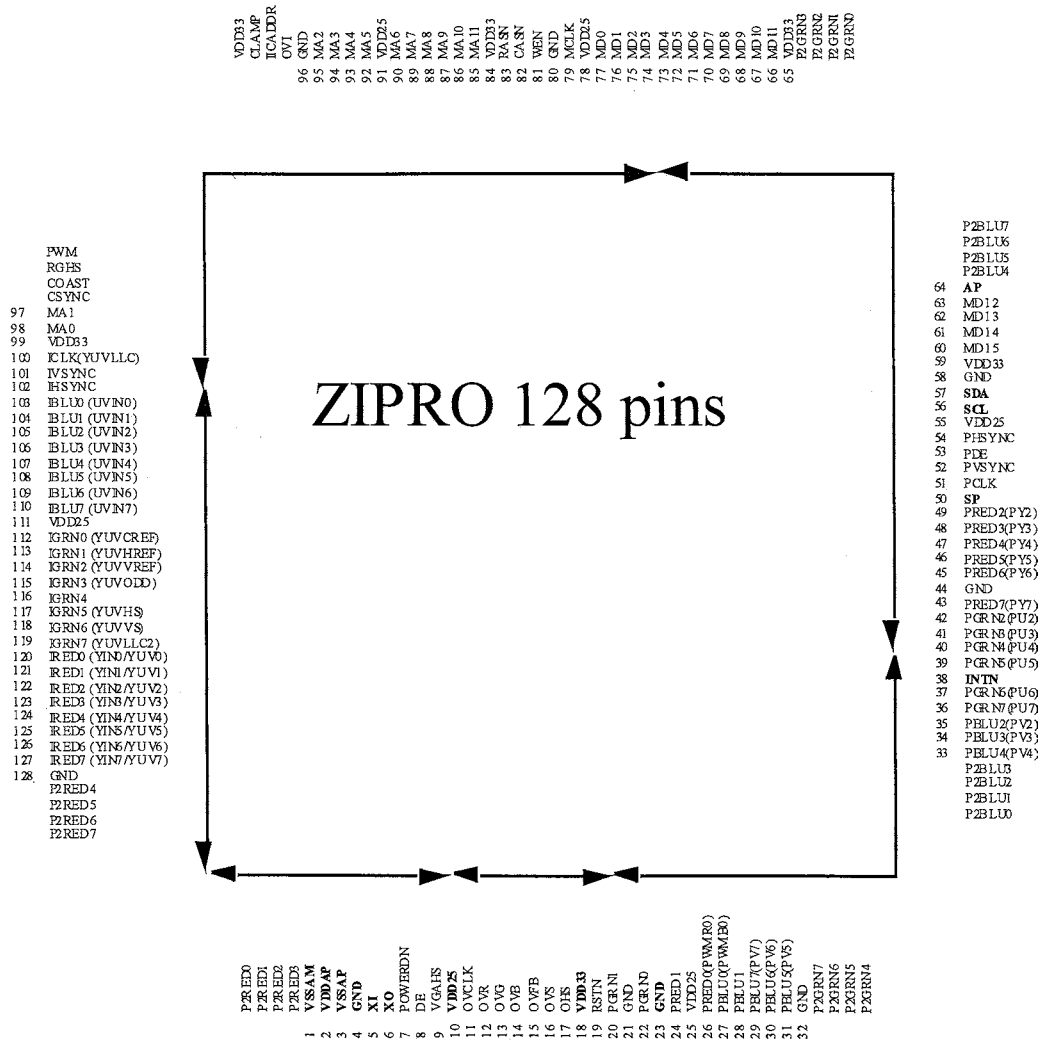 VDD33
CLAMP
IICADDR
OVI
96 GND
95 MA2
94 MA3
93 MA4
92 MA5
91 VDD25
90 MA6
89 MA7
88 MA8
87 MA9
86 MA10
85 MA11
84 VDD33
83 RASN
82 CASN
81 WEN
80 GND
79 MCLK
78 VDD25
77 MD0
76 MD1
75 MD2
74 MD3
73 MD4
72 MD5
71 MD6
70 MD7
69 MD8
68 MD9
67 MD10
66 MD11
65 VDD33
P2GRN3
P2GRN2
P2GRN1
P2GRN0
PWM
RGHS
COAST
CSYNC
97 MA1
98 MA0
99 VDD33
100 ICLK(YUVLLC)
101 IVSYNC
102 IHSYNC
103 IBLU0 (UVIN0)
104 IBLU1 (UVIN1)
105 IBLU2 (UVIN2)
106 IBLU3 (UVIN3)
107 IBLU4 (UVIN4)
108 IBLU5 (UVIN5)
109 IBLU6 (UVIN6)
110 IBLU7 (UVIN7)
111 VDD25
112 IGRN0 (YUVCREF)
113 IGRN1 (YUVHREF)
114 IGRN2 (YUVVREF)
115 IGRN3 (YUVODD)
116 IGRN4
117 IGRN5 (YUVHS)
118 IGRN6 (YUVVS)
119 IGRN7 (YUVLLC2)
120 IRED0 (YIN0/YUV0)
121 IRED1 (YIN1/YUV1)
122 IRED2 (YIN2/YUV2)
123 IRED3 (YIN3/YUV3)
124 IRED4 (YIN4/YUV4)
125 IRED5 (YIN5/YUV5)
126 IRED6 (YIN6/YUV6)
127 IRED7 (YIN7/YUV7)
128 GND
P2RED4
P2RED5
P2RED6
P2RED7
ZIPRO 128 pins
P2BLU7
P2BLU6
P2BLU5
P2BLU4
64 AP
63 MD12
62 MD13
61 MD14
60 MD15
59 VDD33
58 GND
57 SDA
56 SCL
55 VDD25
54 PHSYNC
53 PDE
52 PVSYNC
51 PCLK
50 SP
49 PRED2(PY2)
48 PRED3(PY3)
47 PRED4(PY4)
46 PRED5(PY5)
45 PRED6(PY6)
44 GND
43 PRED7(PY7)
42 PGRN2(PU2)
41 PGRN3(PU3)
40 PGRN4(PU4)
39 PGRN5(PU5)
38 INTN
37 PGRN6(PU6)
36 PGRN7(PU7)
35 PBLU2(PV2)
34 PBLU3(PV3)
33 PBLU4(PV4)
P2BLU3
P2BLU2
P2BLU1
P2BLU0
P2RED0
P2RED1
P2RED2
P2RED3
1 VSSAM
2 VDDAP
3 VSSAP
4 GND
5 XI
6 XO
7 POWERDN
8 DE
9 VGAHS
10 VDD25
11 OVCLK
12 OVR
13 OVG
14 OVB
15 OVFB
16 OVS
17 OHS
18 VDD33
19 RSTN
20 PGRN1
21 GND
22 PGRN0
23 GND
24 PRED1
25 VDD25
26 PRED0(PWMR0)
27 PBLU0(PWMB0)
28 PBLU1
29 PBLU7(PV7)
30 PBLU6(PV6)
31 PBLU5(PV5)
32 GND
P2GRN7
P2GRN6
P2GRN5
P2GRN4